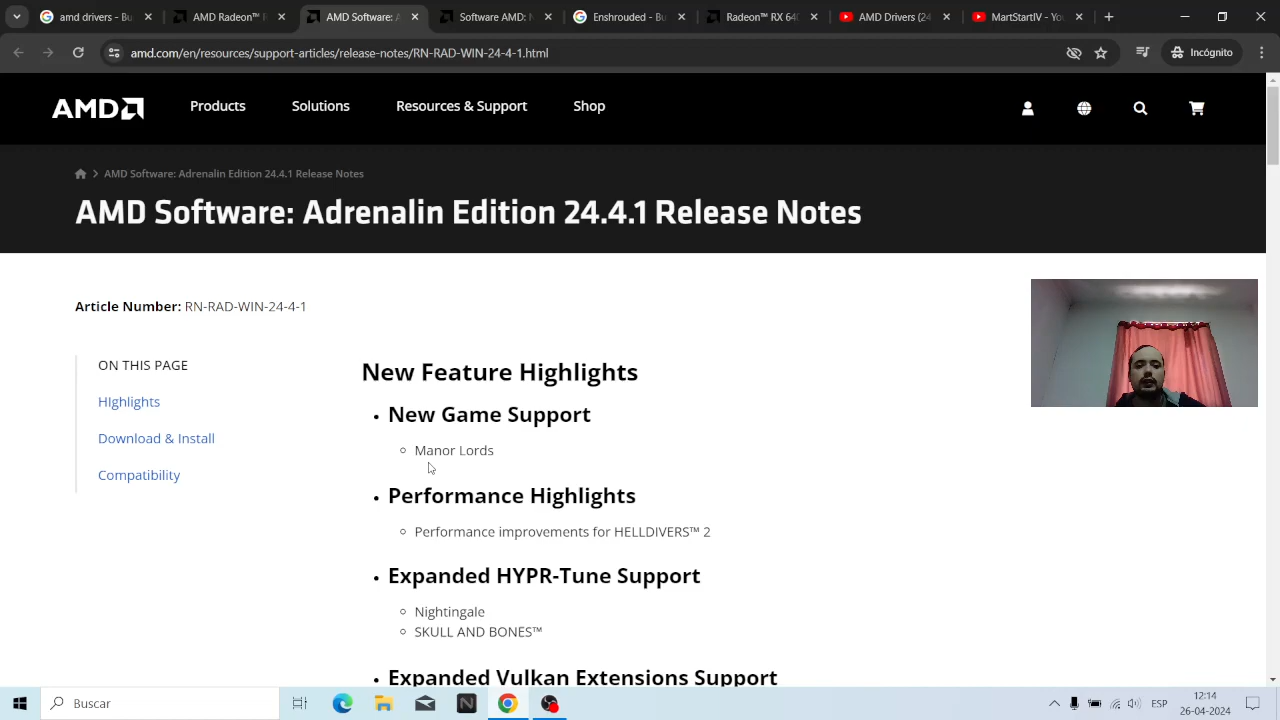 amd drivers - Bu
AMD Radeon™
AMD Software: A
Software AMD: N
Enshrouded - Bu
Radeon™ RX 640
AMD Drivers (24
MartStartIV - Yo
amd.com/en/resources/support-articles/release-notes/RN-RAD-WIN-24-4-1.html
Incógnito
AMD
Products
Solutions
Resources & Support
Shop
AMD Software: Adrenalin Edition 24.4.1 Release Notes
AMD Software: Adrenalin Edition 24.4.1 Release Notes
Article Number: RN-RAD-WIN-24-4-1
ON THIS PAGE
HIghlights
Download & Install
Compatibility
New Feature Highlights
New Game Support
Manor Lords
Performance Highlights
Performance improvements for HELLDIVERS™ 2
Expanded HYPR-Tune Support
Nightingale
SKULL AND BONES™
Expanded Vulkan Extensions Support
Buscar
ESP
12:14
26-04-2024